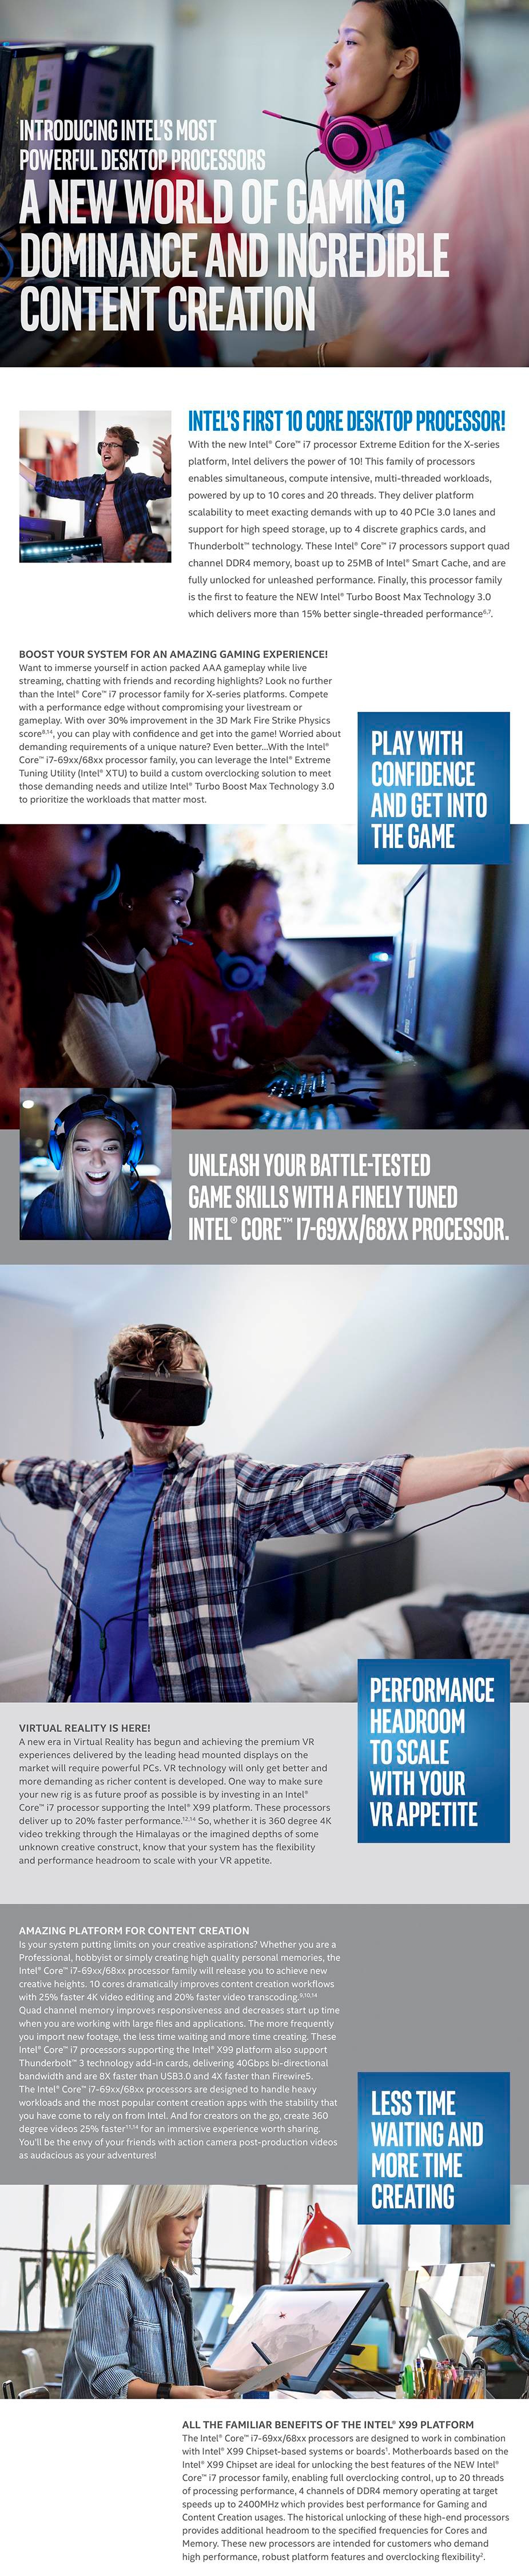 INTRODUCING INTEL'S MOST
POWERFUL DESKTOP PROCESSORS
A NEW WORLD OF GAMING
DOMINANCE AND INCREDIBLE
CONTENT CREATION
INTEL'S FIRST 10 CORE DESKTOP PROCESSOR!
With the new Intel® Core™ i7 processor Extreme Edition for the X-series
platform, Intel delivers the power of 10! This family of processors
enables simultaneous, compute intensive, multi-threaded workloads,
powered by up to 10 cores and 20 threads. They deliver platform
scalability to meet exacting demands with up to 40 PCIe 3.0 lanes and
support for high speed storage, up to 4 discrete graphics cards, and
Thunderbolt™ technology. These Intel® Core™ i7 processors support quad
channel DDR4 memory, boast up to 25MB of Intel® Smart Cache, and are
fully unlocked for unleashed performance. Finally, this processor family
is the first to feature the NEW Intel® Turbo Boost Max Technology 3.0
which delivers more than 15% better single-threaded performance⁶,⁷.
BOOST YOUR SYSTEM FOR AN AMAZING GAMING EXPERIENCE!
Want to immerse yourself in action packed AAA gameplay while live
streaming, chatting with friends and recording highlights? Look no further
than the Intel® Core™ i7 processor family for X-series platforms. Compete
with a performance edge without compromising your livestream or
gameplay. With over 30% improvement in the 3D Mark Fire Strike Physics
score⁸,¹⁴, you can play with confidence and get into the game! Worried about
demanding requirements of a unique nature? Even better...With the Intel®
Core™ i7-69xx/68xx processor family, you can leverage the Intel® Extreme
Tuning Utility (Intel® XTU) to build a custom overclocking solution to meet
those demanding needs and utilize Intel® Turbo Boost Max Technology 3.0
to prioritize the workloads that matter most.
PLAY WITH
CONFIDENCE
AND GET INTO
THE GAME
UNLEASH YOUR BATTLE-TESTED
GAME SKILLS WITH A FINELY TUNED
INTEL® CORE™ I7-69XX/68XX PROCESSOR.
PERFORMANCE
HEADROOM
TO SCALE
WITH YOUR
VR APPETITE
VIRTUAL REALITY IS HERE!
A new era in Virtual Reality has begun and achieving the premium VR
experiences delivered by the leading head mounted displays on the
market will require powerful PCs. VR technology will only get better and
more demanding as richer content is developed. One way to make sure
your new rig is as future proof as possible is by investing in an Intel®
Core™ i7 processor supporting the Intel® X99 platform. These processors
deliver up to 20% faster performance.¹²,¹⁴ So, whether it is 360 degree 4K
video trekking through the Himalayas or the imagined depths of some
unknown creative construct, know that your system has the flexibility
and performance headroom to scale with your VR appetite.
AMAZING PLATFORM FOR CONTENT CREATION
Is your system putting limits on your creative aspirations? Whether you are a
Professional, hobbyist or simply creating high quality personal memories, the
Intel® Core™ i7-69xx/68xx processor family will release you to achieve new
creative heights. 10 cores dramatically improves content creation workflows
with 25% faster 4K video editing and 20% faster video transcoding.⁹,¹⁰,¹⁴
Quad channel memory improves responsiveness and decreases start up time
when you are working with large files and applications. The more frequently
you import new footage, the less time waiting and more time creating. These
Intel® Core™ i7 processors supporting the Intel® X99 platform also support
Thunderbolt™ 3 technology add-in cards, delivering 40Gbps bi-directional
bandwidth and are 8X faster than USB3.0 and 4X faster than Firewire5.
The Intel® Core™ i7-69xx/68xx processors are designed to handle heavy
workloads and the most popular content creation apps with the stability that
you have come to rely on from Intel. And for creators on the go, create 360
degree videos 25% faster¹¹,¹⁴ for an immersive experience worth sharing.
You'll be the envy of your friends with action camera post-production videos
as audacious as your adventures!
LESS TIME
WAITING AND
MORE TIME
CREATING
ALL THE FAMILIAR BENEFITS OF THE INTEL® X99 PLATFORM
The Intel® Core™ i7-69xx/68xx processors are designed to work in combination
with Intel® X99 Chipset-based systems or boards¹. Motherboards based on the
Intel® X99 Chipset are ideal for unlocking the best features of the NEW Intel®
Core™ i7 processor family, enabling full overclocking control, up to 20 threads
of processing performance, 4 channels of DDR4 memory operating at target
speeds up to 2400MHz which provides best performance for Gaming and
Content Creation usages. The historical unlocking of these high-end processors
provides additional headroom to the specified frequencies for Cores and
Memory. These new processors are intended for customers who demand
high performance, robust platform features and overclocking flexibility².